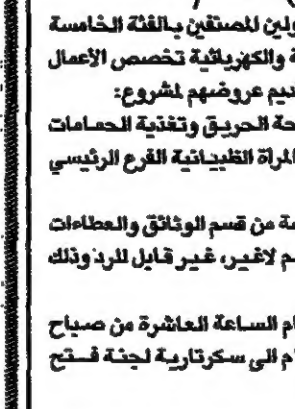 ولين المصنفين بالفئة الخامسة
ة والكهربائية تخصص الأعمال
ديم عروضهم لمشروع:
حة الحريق وتغذية الحمامات
المرأة الظبيانية الفرع الرئيسي
مة من قسم الوثائق والعطاءات
م لاغير، غير قابل للرد وذلك
ام الساعة العاشرة من صباح
ام الى سكرتارية لجنة فتح